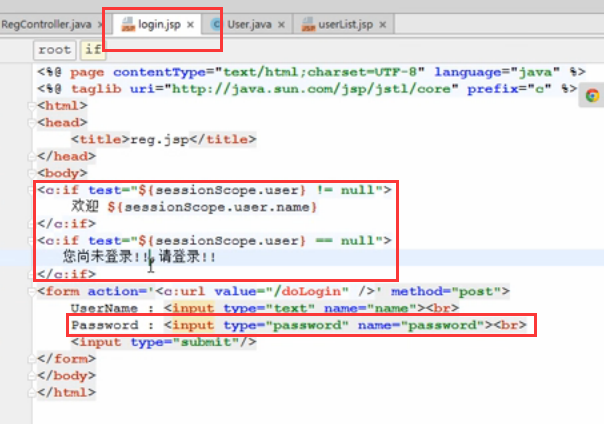 RegController.java × login.jsp × User.java × userList.jsp ×
root if
<%@ page contentType="text/html;charset=UTF-8" language="java" %>
<%@ taglib uri="http://java.sun.com/jsp/jstl/core" prefix="c" %>
<html>
<head>
<title>reg.jsp</title>
</head>
<body>
<c:if test="${sessionScope.user} != null">
欢迎 ${sessionScope.user.name}
</c:if>
<c:if test="${sessionScope.user} == null">
您尚未登录!!,请登录!!
</c:if>
<form action='<c:url value="/doLogin" />' method="post">
UserName : <input type="text" name="name"><br>
Password : <input type="password" name="password"><br>
<input type="submit"/>
</form>
</body>
</html>